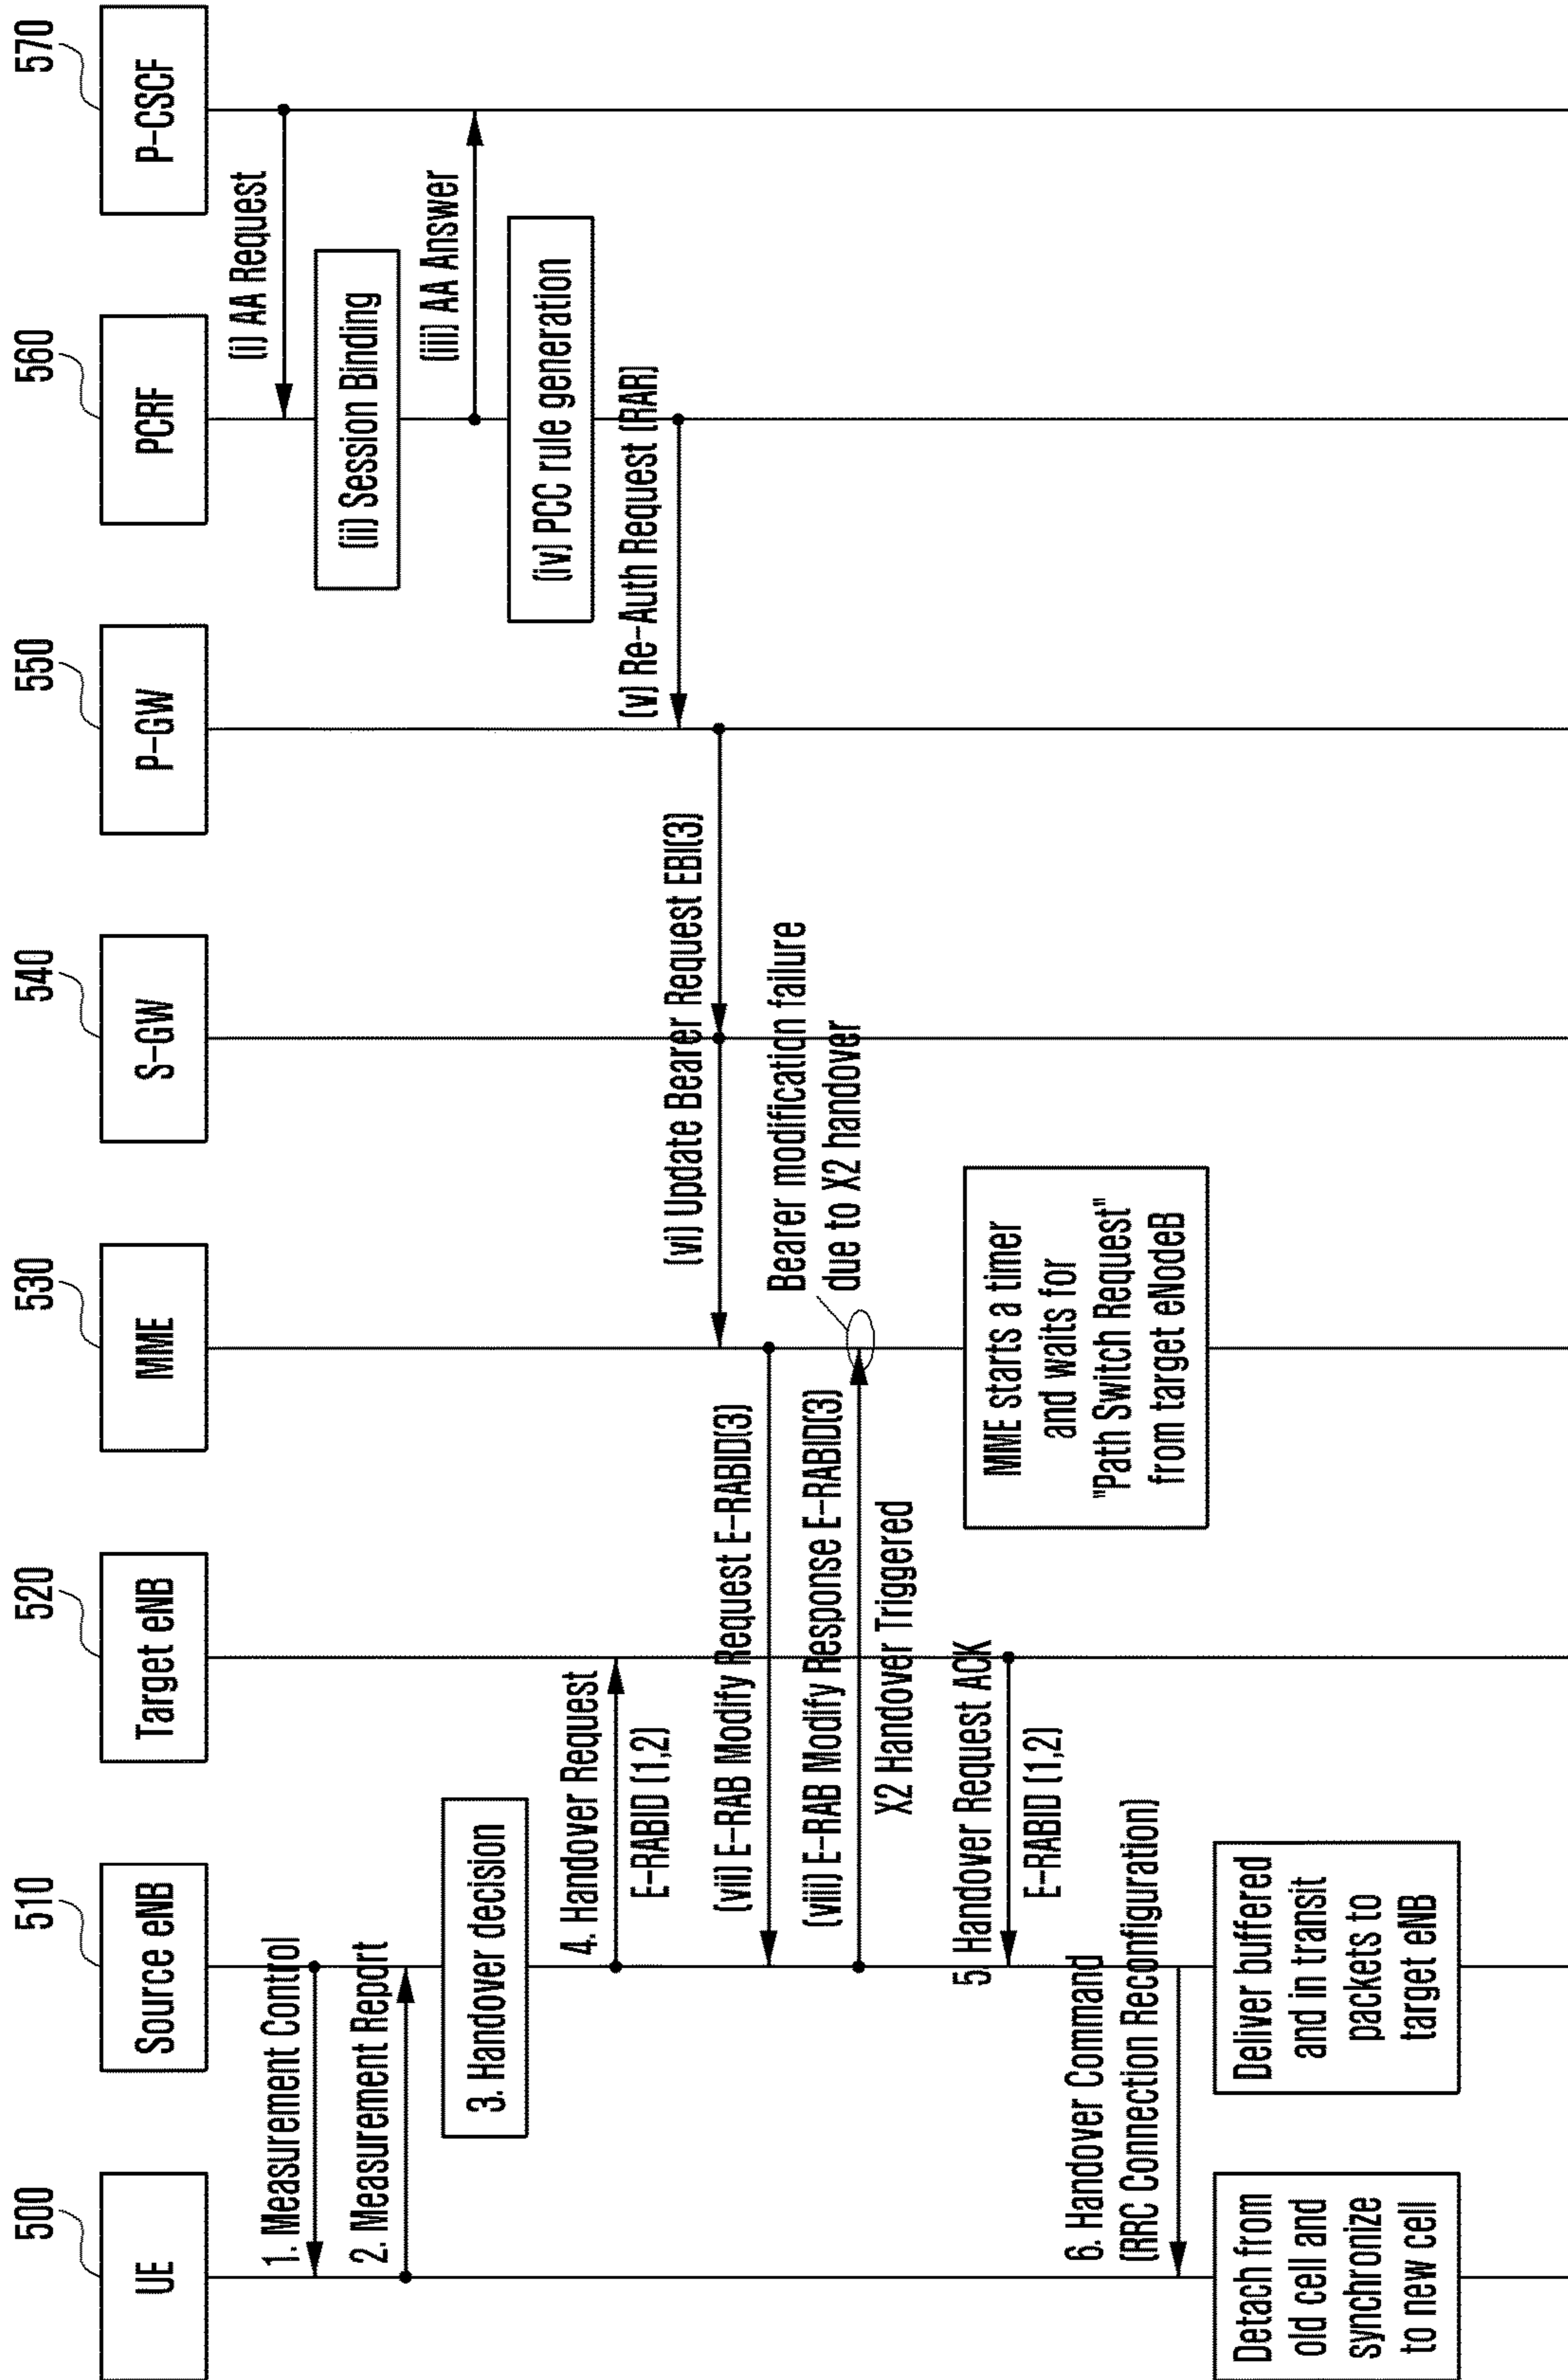 500
510
520
530
540
550
560
570
UE
Source eNB
Target eNB
MME
S-GW
P-GW
PCRF
P-CSCF
1. Measurement Control
(i) AA Request
2. Measurement Report
(ii) Session Binding
3. Handover decision
(iii) AA Answer
(iv) PCC rule generation
4. Handover Request
E-RABID (1,2)
(v) Re-Auth Request (RAR)
(vi) Update Bearer Request EBI(3)
(vii) E-RAB Modify Request E-RABID(3)
Bearer modification failure
due to X2 handover
(viii) E-RAB Modify Response E-RABID(3)
X2 Handover Triggered
5. Handover Request ACK
E-RABID (1,2)
MME starts a timer
and waits for
"Path Switch Request"
from target eNodeB
6. Handover Command
(RRC Connection Reconfiguration)
Detach from
old cell and
synchronize
to new cell
Deliver buffered
and in transit
packets to
target eNB